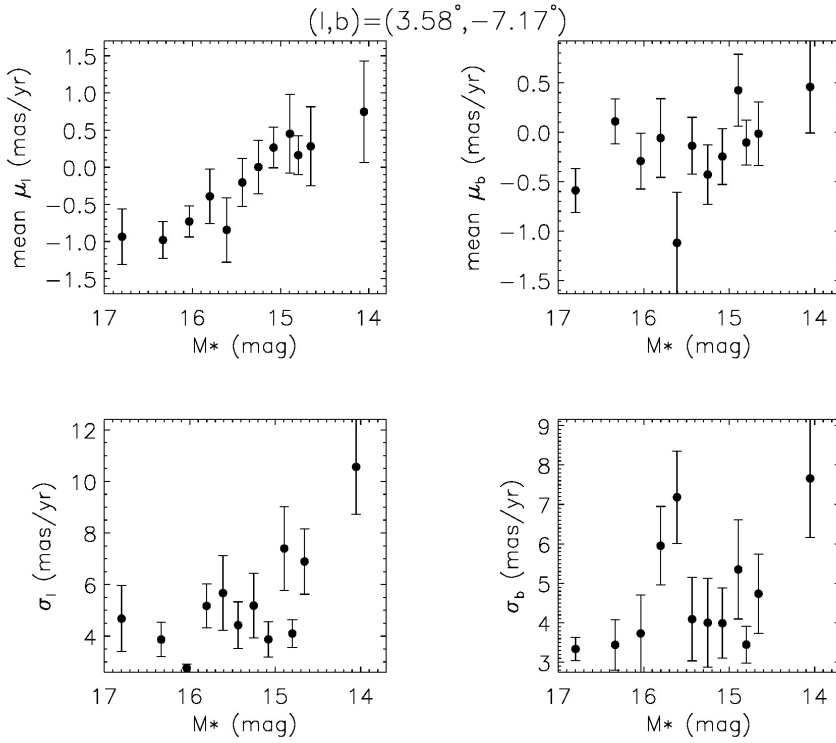 (l,b)=(3.58°,−7.17°)
mean μl (mas/yr)
1.5
1.0
0.5
0.0
−0.5
−1.0
−1.5
17 16 15 14
M* (mag)
mean μb (mas/yr)
0.5
0.0
−0.5
−1.0
−1.5
17 16 15 14
M* (mag)
σl (mas/yr)
12
10
8
6
4
17 16 15 14
M* (mag)
σb (mas/yr)
9
8
7
6
5
4
3
17 16 15 14
M* (mag)